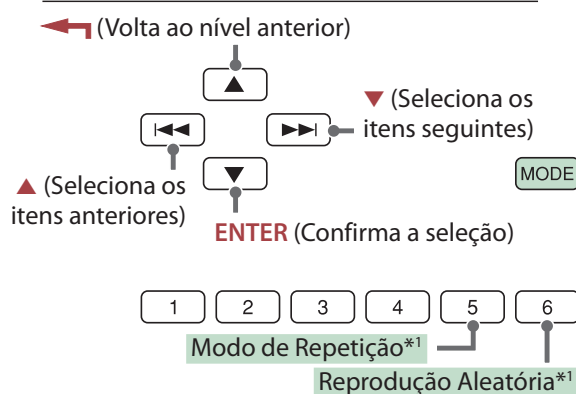 (Volta ao nível anterior)
▲
▼ (Seleciona os
itens seguintes)
▲ (Seleciona os
itens anteriores)
▼
MODE
ENTER (Confirma a seleção)
1 2 3 4 5 6
Modo de Repetição*1
Reprodução Aleatória*1